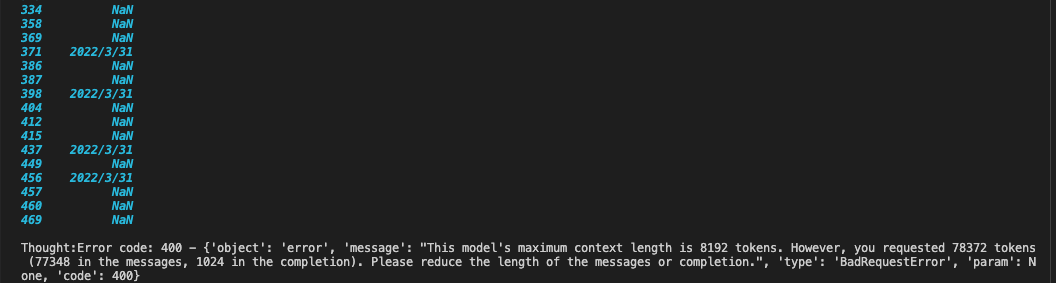 334 NaN
358 NaN
369 NaN
371 2022/3/31
386 NaN
387 NaN
398 2022/3/31
404 NaN
412 NaN
415 NaN
437 2022/3/31
449 NaN
456 2022/3/31
457 NaN
460 NaN
469 NaN
Thought:Error code: 400 - {'object': 'error', 'message': "This model's maximum context length is 8192 tokens. However, you requested 78372 tokens
(77348 in the messages, 1024 in the completion). Please reduce the length of the messages or completion.", 'type': 'BadRequestError', 'param': N
one, 'code': 400}